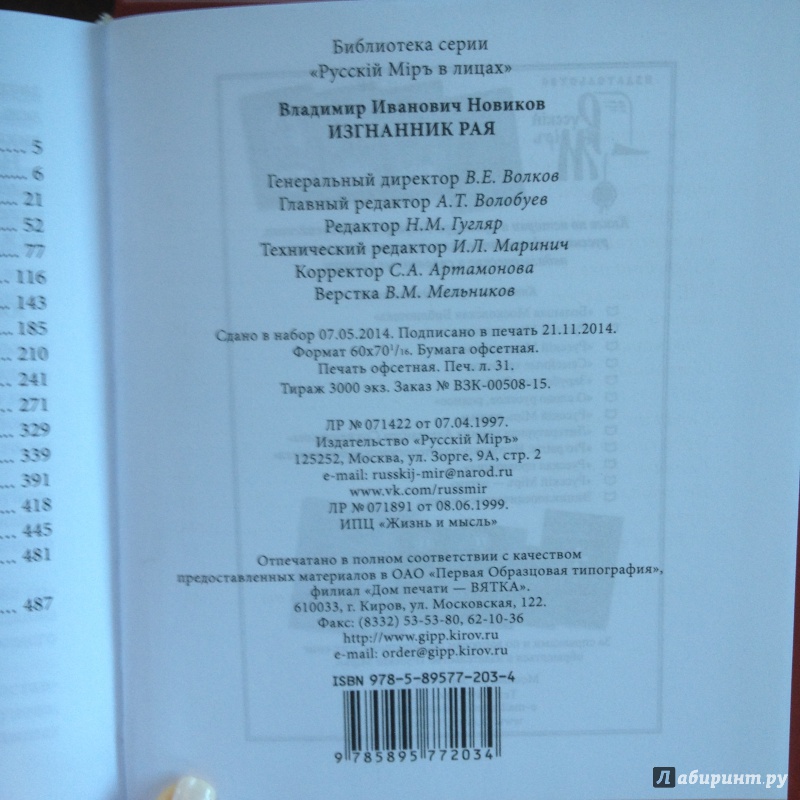 Библиотека серии
«Русскій Міръ в лицах»
Владимир Иванович Новиков
ИЗГНАННИК РАЯ
Генеральный директор В.Е. Волков
Главный редактор А.Т. Волобуев
Редактор Н.М. Гугляр
Технический редактор И.Л. Маринич
Корректор С.А. Артамонова
Верстка В.М. Мельников
Сдано в набор 07.05.2014. Подписано в печать 21.11.2014.
Формат 60х70 1/16. Бумага офсетная.
Печать офсетная. Печ. л. 31.
Тираж 3000 экз. Заказ № ВЗК-00508-15.
ЛР № 071422 от 07.04.1997.
Издательство «Русскій Міръ»
125252, Москва, ул. Зорге, 9А, стр. 2
e-mail: russkij-mir@narod.ru
www.vk.com/russmir
ЛР № 071891 от 08.06.1999.
ИПЦ «Жизнь и мысль»
Отпечатано в полном соответствии с качеством
предоставленных материалов в ОАО «Первая Образцовая типография»,
филиал «Дом печати — ВЯТКА».
610033, г. Киров, ул. Московская, 122.
Факс: (8332) 53-53-80, 62-10-36
http://www.gipp.kirov.ru
e-mail: order@gipp.kirov.ru
ISBN 978-5-89577-203-4
9 785895 772034
..... 5
..... 6
.... 21
.... 52
.... 77
... 116
... 143
... 185
... 210
... 241
... 271
... 329
... 339
... 391
... 418
... 445
... 481
... 487
Лабиринт.ру